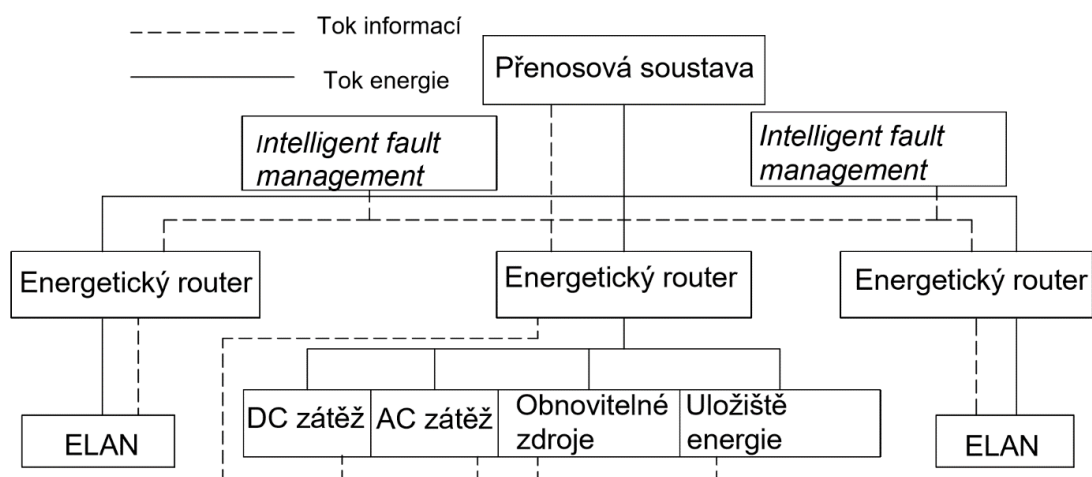 Tok informací
Tok energie
Přenosová soustava
Intelligent fault
management
Intelligent fault
management
Energetický router
Energetický router
Energetický router
DC zátěž
AC zátěž
Obnovitelné
zdroje
Uložiště
energie
ELAN
ELAN